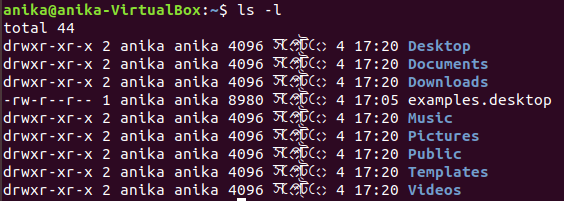 anika@anika-VirtualBox:~$ ls -l
total 44
drwxr-xr-x 2 anika anika 4096 4 17:20 Desktop
drwxr-xr-x 2 anika anika 4096 4 17:20 Documents
drwxr-xr-x 2 anika anika 4096 4 17:20 Downloads
-rw-r--r-- 1 anika anika 8980 4 17:05 examples.desktop
drwxr-xr-x 2 anika anika 4096 4 17:20 Music
drwxr-xr-x 2 anika anika 4096 4 17:20 Pictures
drwxr-xr-x 2 anika anika 4096 4 17:20 Public
drwxr-xr-x 2 anika anika 4096 4 17:20 Templates
drwxr-xr-x 2 anika anika 4096 4 17:20 Videos